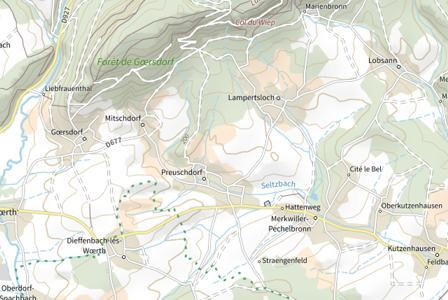 Marienbronn
Col du Wiep
D927
Forêt de Gœrsdorf
Lobsann
Liebfrauenthal
Lampertsloch
Mitschdorf
Gœrsdorf
D677
200
Preuschdorf
Cité le Bel
Seltzbach
Hattenweg
Merkwiller-
Pechelbronn
Oberkutzenhausen
Dieffenbach-lès-
Wœrth
Kutzenhausen
Straengenfeld
Oberdorf-
Spachbach